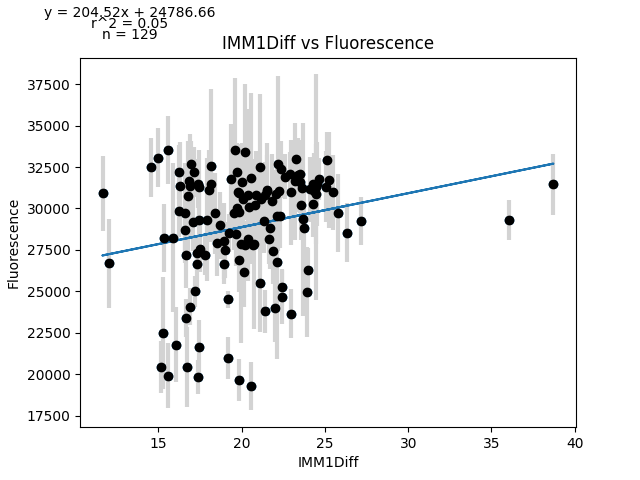 y = 204.52x + 24786.66
r^2 = 0.05
n = 129
IMM1Diff vs Fluorescence
37500
35000
32500
30000
27500
25000
22500
20000
17500
Fluorescence
15 20 25 30 35 40
IMM1Diff